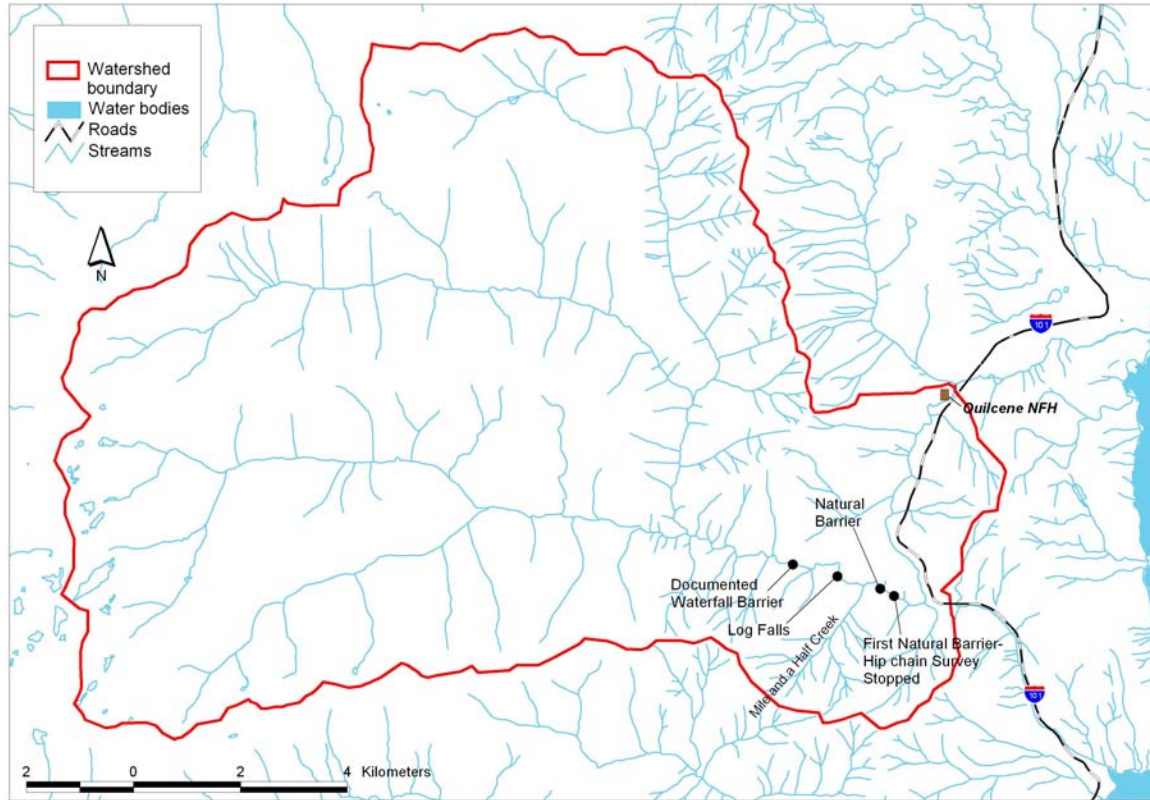 Watershed
boundary
Water bodies
Roads
Streams
N
101
Quilcene NFH
Natural
Barrier
Documented
Waterfall Barrier
Log Falls
Mile and a Half Creek
First Natural Barrier-
Hip chain Survey
Stopped
101
2 0 2 4 Kilometers